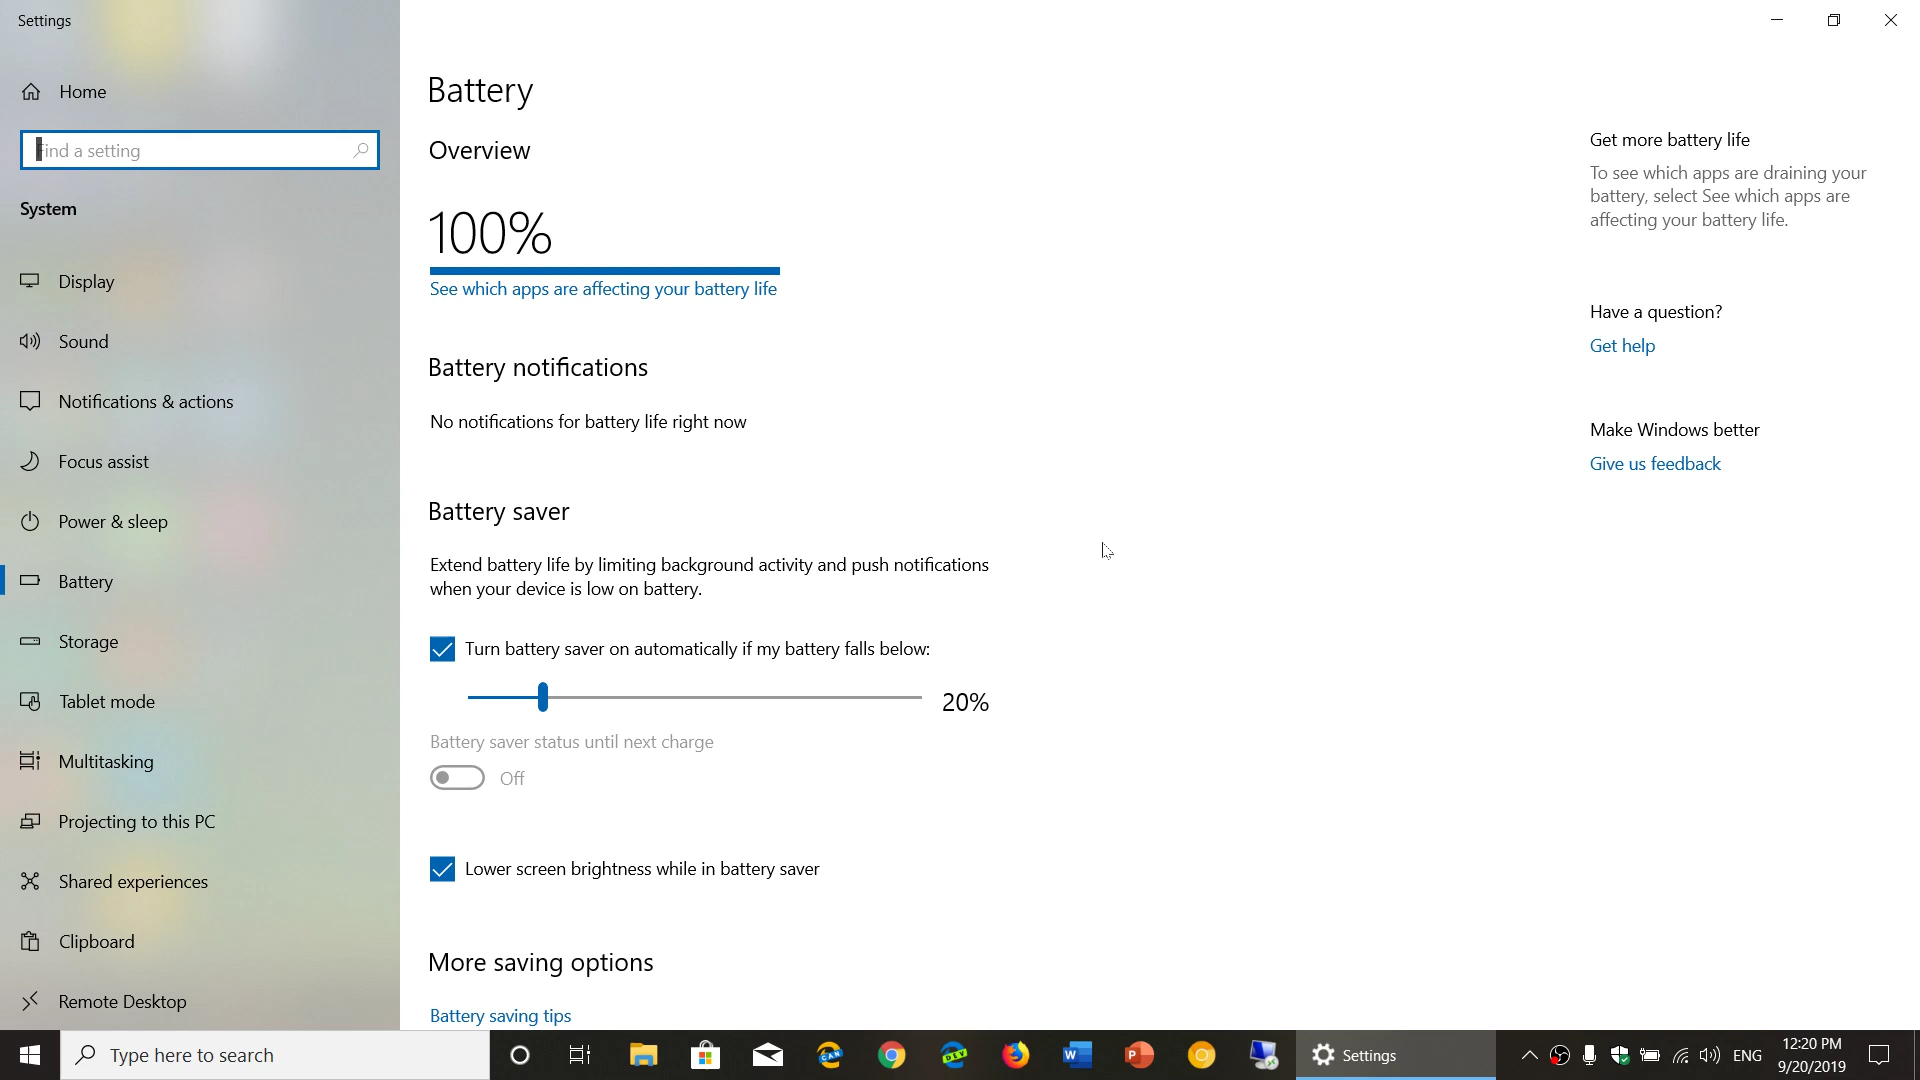 Settings
Home
Find a setting
System
Display
Sound
Notifications & actions
Focus assist
Power & sleep
Battery
Storage
Tablet mode
Multitasking
Projecting to this PC
Shared experiences
Clipboard
Remote Desktop
Battery
Overview
100%
See which apps are affecting your battery life
Battery notifications
No notifications for battery life right now
Battery saver
Extend battery life by limiting background activity and push notifications
when your device is low on battery.
Turn battery saver on automatically if my battery falls below:
20%
Battery saver status until next charge
Off
Lower screen brightness while in battery saver
More saving options
Battery saving tips
Get more battery life
To see which apps are draining your
battery, select See which apps are
affecting your battery life.
Have a question?
Get help
Make Windows better
Give us feedback
Type here to search
CAN
DEV
W
P
Settings
ENG
12:20 PM
9/20/2019